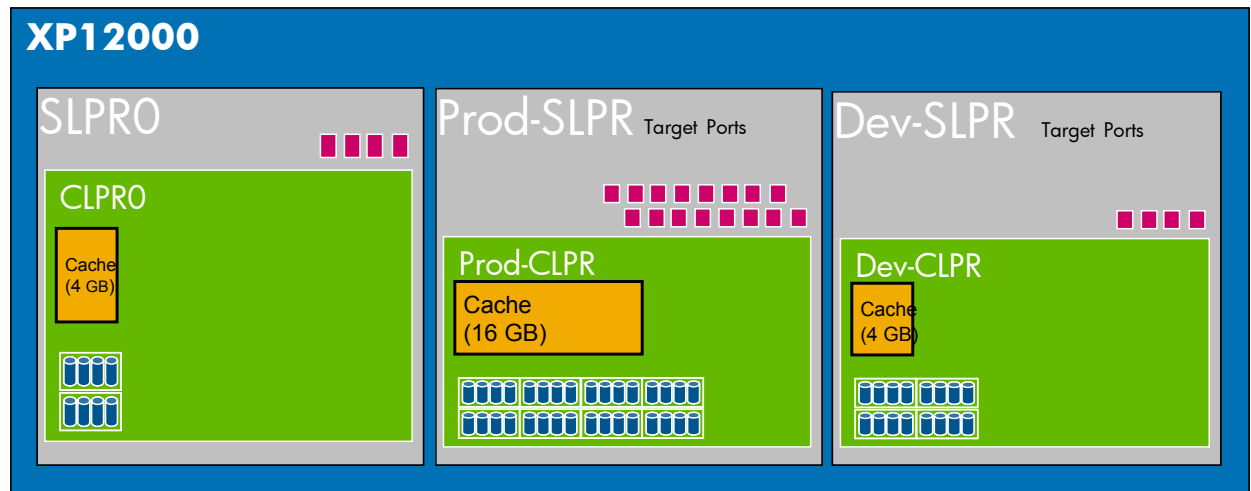 XP12000
SLPR0
CLPR0
Cache
(4 GB)
Prod-SLPR Target Ports
Prod-CLPR
Cache
(16 GB)
Dev-SLPR Target Ports
Dev-CLPR
Cache
(4 GB)